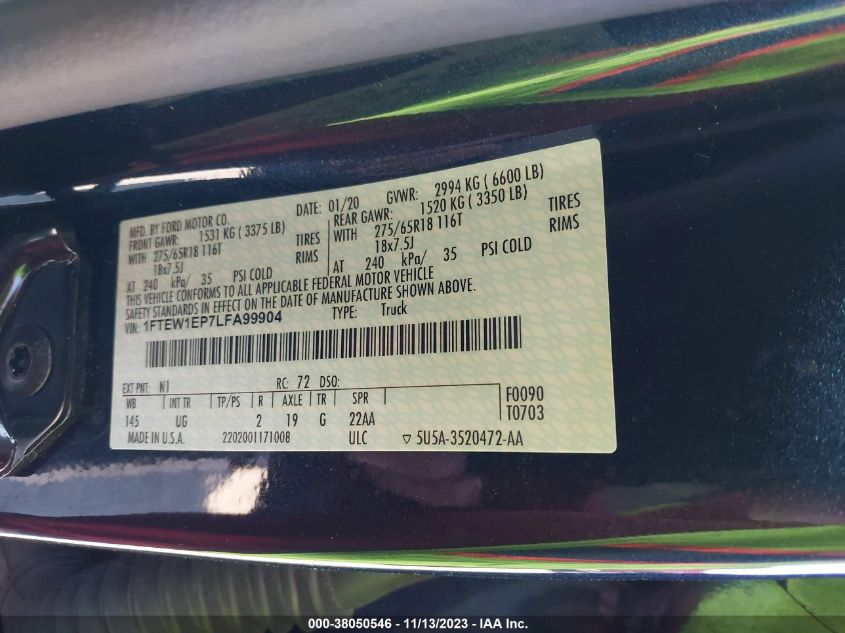 MFD. BY FORD MOTOR CO.
DATE: 01/20 GVWR: 2994 KG ( 6600 LB)
FRONT GAWR: 1531 KG ( 3375 LB)
WITH 275/65R18 116T TIRES
18x7.5J RIMS
AT 240 kPa/ 35 PSI COLD
REAR GAWR: 1520 KG ( 3350 LB)
WITH 275/65R18 116T TIRES
18x7.5J RIMS
AT 240 kPa/ 35 PSI COLD
THIS VEHICLE CONFORMS TO ALL APPLICABLE FEDERAL MOTOR VEHICLE
SAFETY STANDARDS IN EFFECT ON THE DATE OF MANUFACTURE SHOWN ABOVE.
VIN: 1FTEW1EP7LFA99904 TYPE: Truck
EXT PNT: N1 RC: 72 DSO:
WB INT TR TP/PS R AXLE TR SPR F0090
145 UG 2 19 G 22AA T0703
MADE IN U.S.A. 2202001171008 ULC ▽ 5U5A-3520472-AA
000-38050546 - 11/13/2023 - IAA Inc.